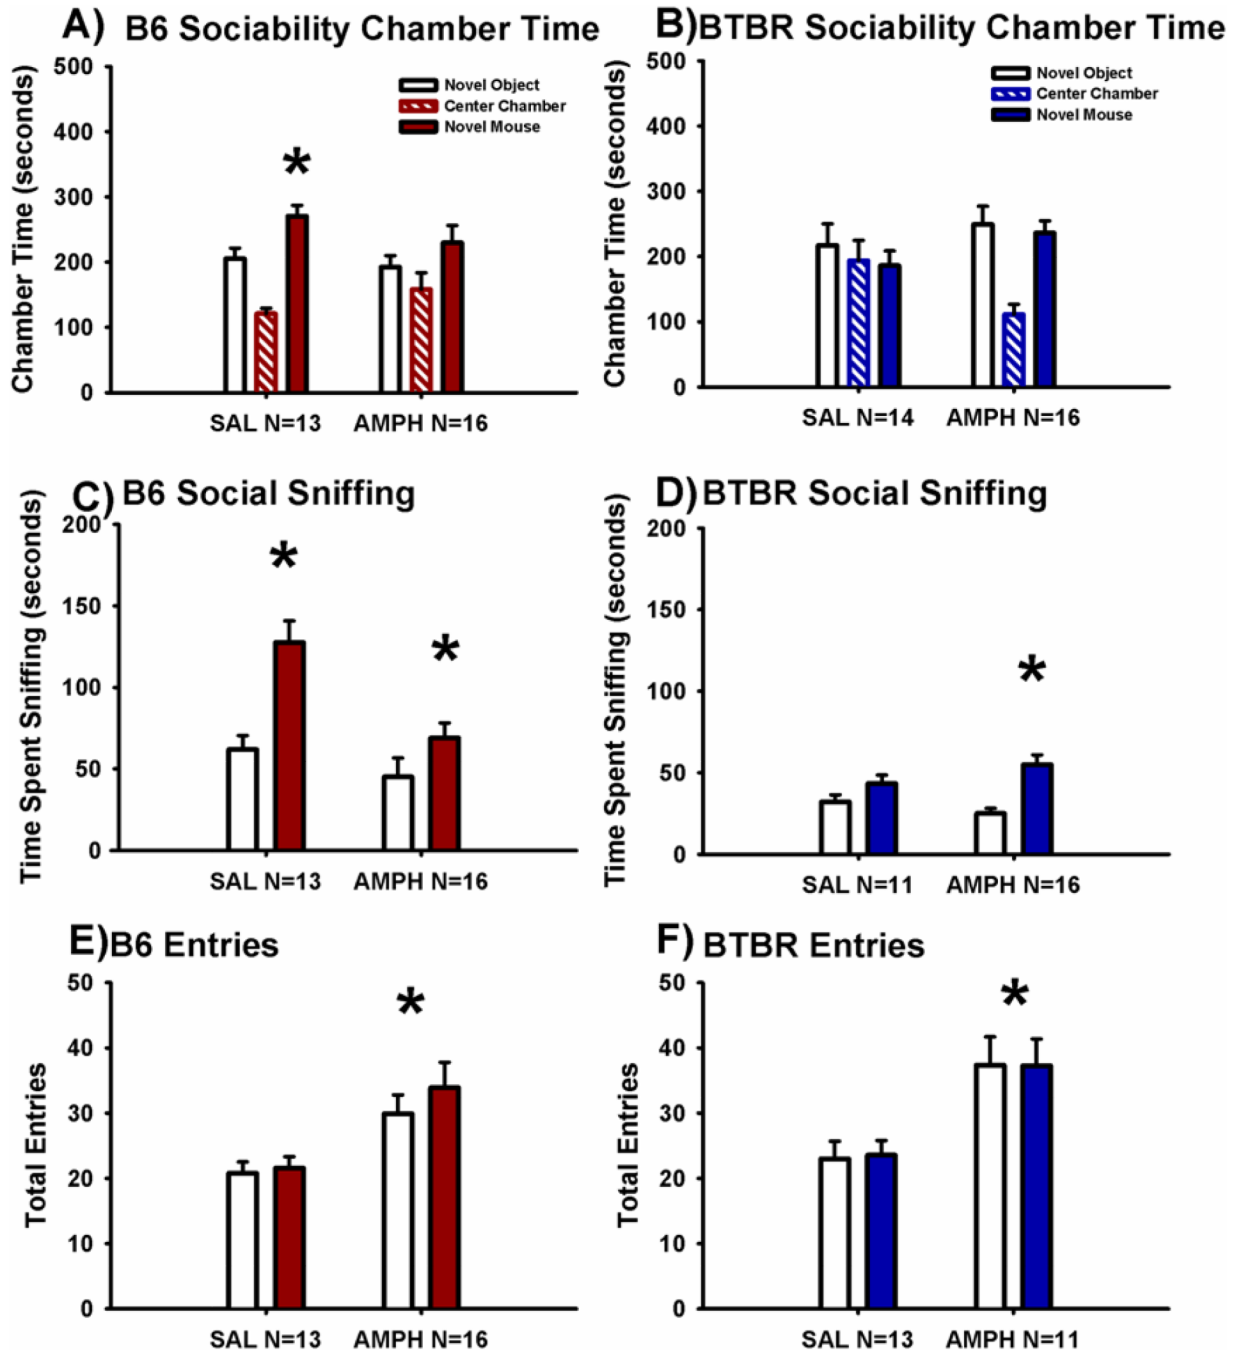 A) B6 Sociability Chamber Time
Chamber Time (seconds)
500
400
300
200
100
0
Novel Object
Center Chamber
Novel Mouse
*
SAL N=13 AMPH N=16
B) BTBR Sociability Chamber Time
Chamber Time (seconds)
500
400
300
200
100
0
Novel Object
Center Chamber
Novel Mouse
SAL N=14 AMPH N=16
C) B6 Social Sniffing
Time Spent Sniffing (seconds)
200
150
100
50
0
*
*
SAL N=13 AMPH N=16
D) BTBR Social Sniffing
Time Spent Sniffing (seconds)
200
150
100
50
0
*
SAL N=11 AMPH N=16
E) B6 Entries
Total Entries
50
40
30
20
10
0
*
SAL N=13 AMPH N=16
F) BTBR Entries
Total Entries
50
40
30
20
10
0
*
SAL N=13 AMPH N=11